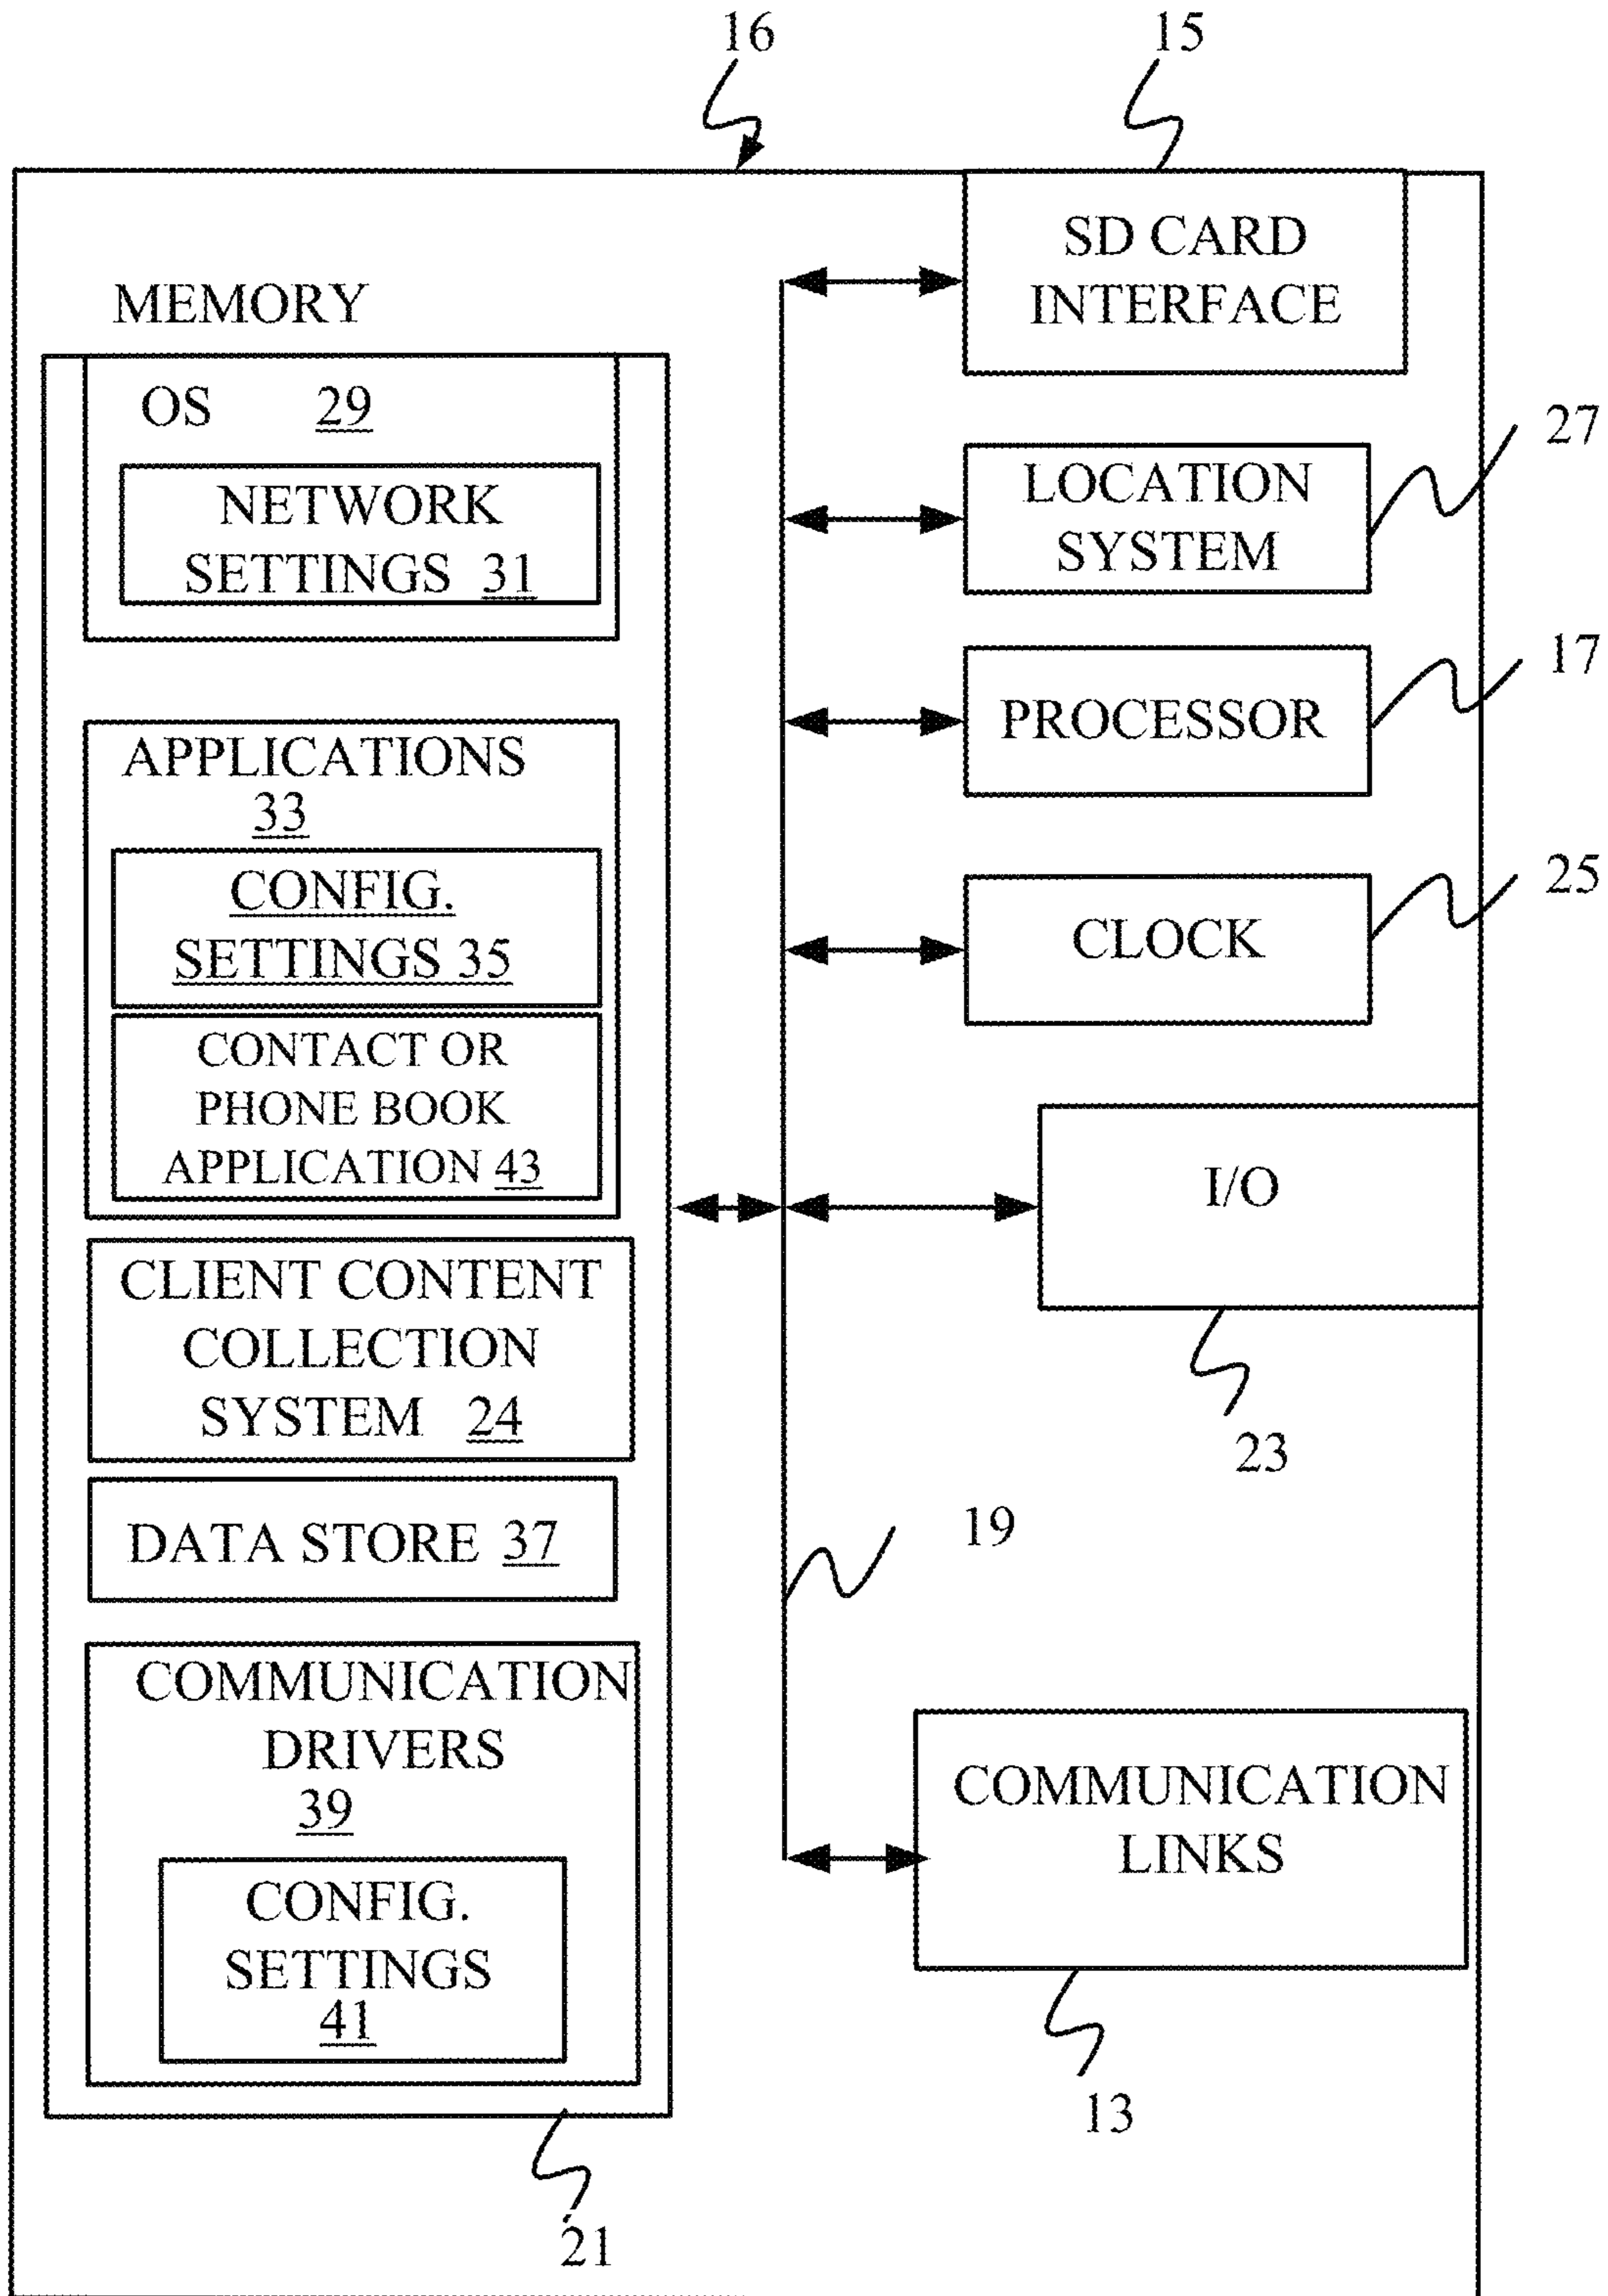 16
15
SD CARD
INTERFACE
MEMORY
OS 29
NETWORK
SETTINGS 31
27
LOCATION
SYSTEM
17
PROCESSOR
APPLICATIONS
33
CONFIG.
SETTINGS 35
25
CLOCK
CONTACT OR
PHONE BOOK
APPLICATION 43
I/O
23
CLIENT CONTENT
COLLECTION
SYSTEM 24
19
DATA STORE 37
COMMUNICATION
DRIVERS
39
CONFIG.
SETTINGS
41
COMMUNICATION
LINKS
13
21